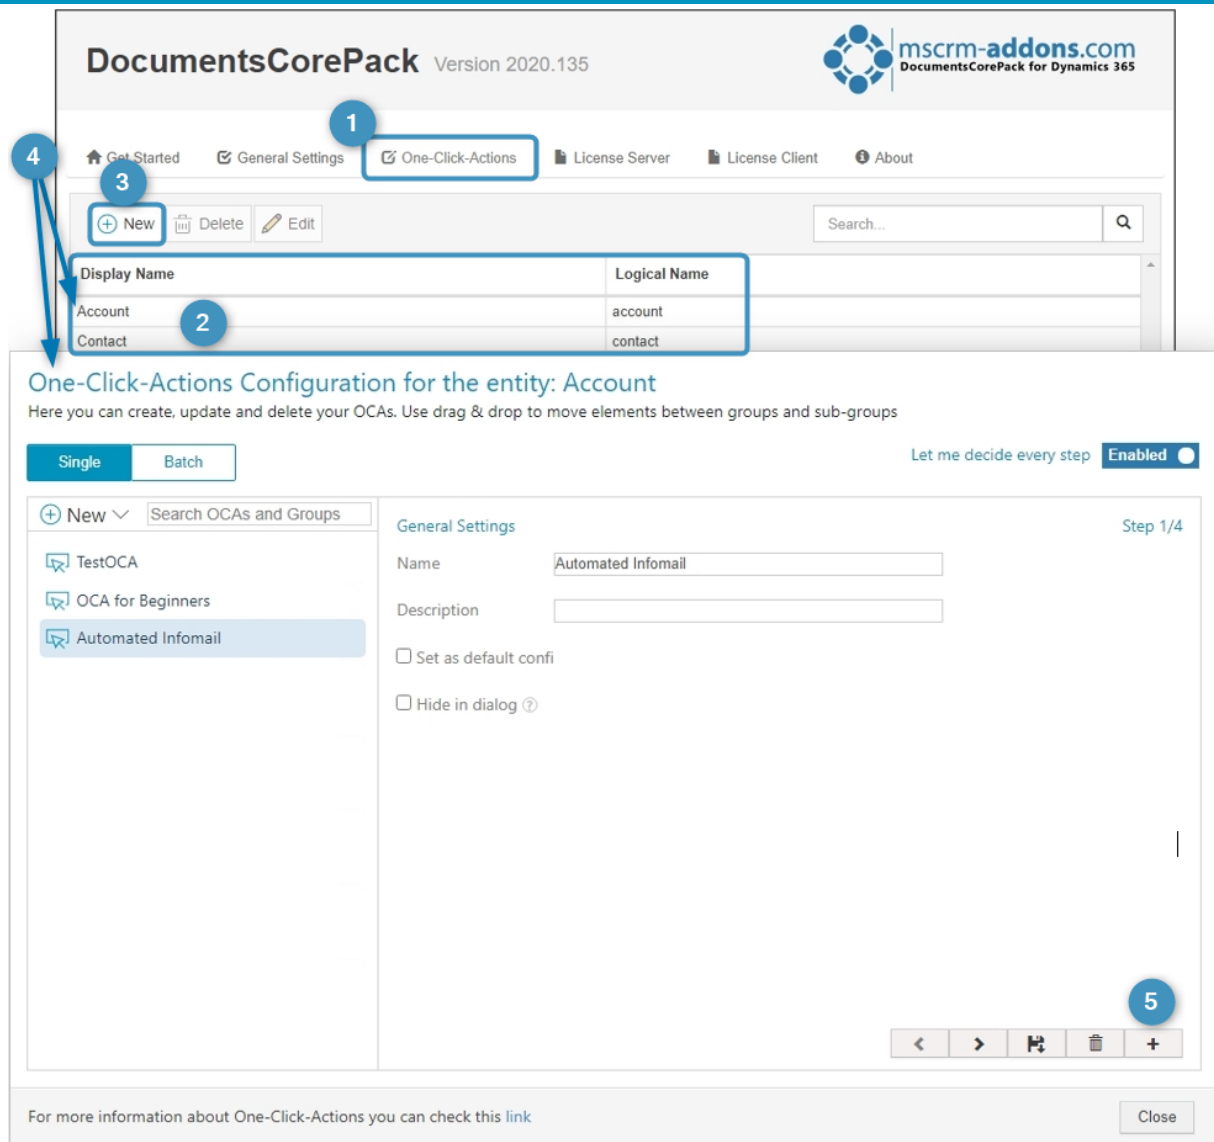 DocumentsCorePack Version 2020.135
mscrm-addons.com
DocumentsCorePack for Dynamics 365
1
4
Get Started General Settings One-Click-Actions License Server License Client About
3
New Delete Edit Search...
Display Name Logical Name
Account account
2
Contact contact
One-Click-Actions Configuration for the entity: Account
Here you can create, update and delete your OCAs. Use drag & drop to move elements between groups and sub-groups
Single Batch Let me decide every step Enabled
New Search OCAs and Groups
General Settings Step 1/4
TestOCA
Name Automated Infomail
OCA for Beginners
Description
Automated Infomail
Set as default confi
Hide in dialog ?
5
For more information about One-Click-Actions you can check this link Close